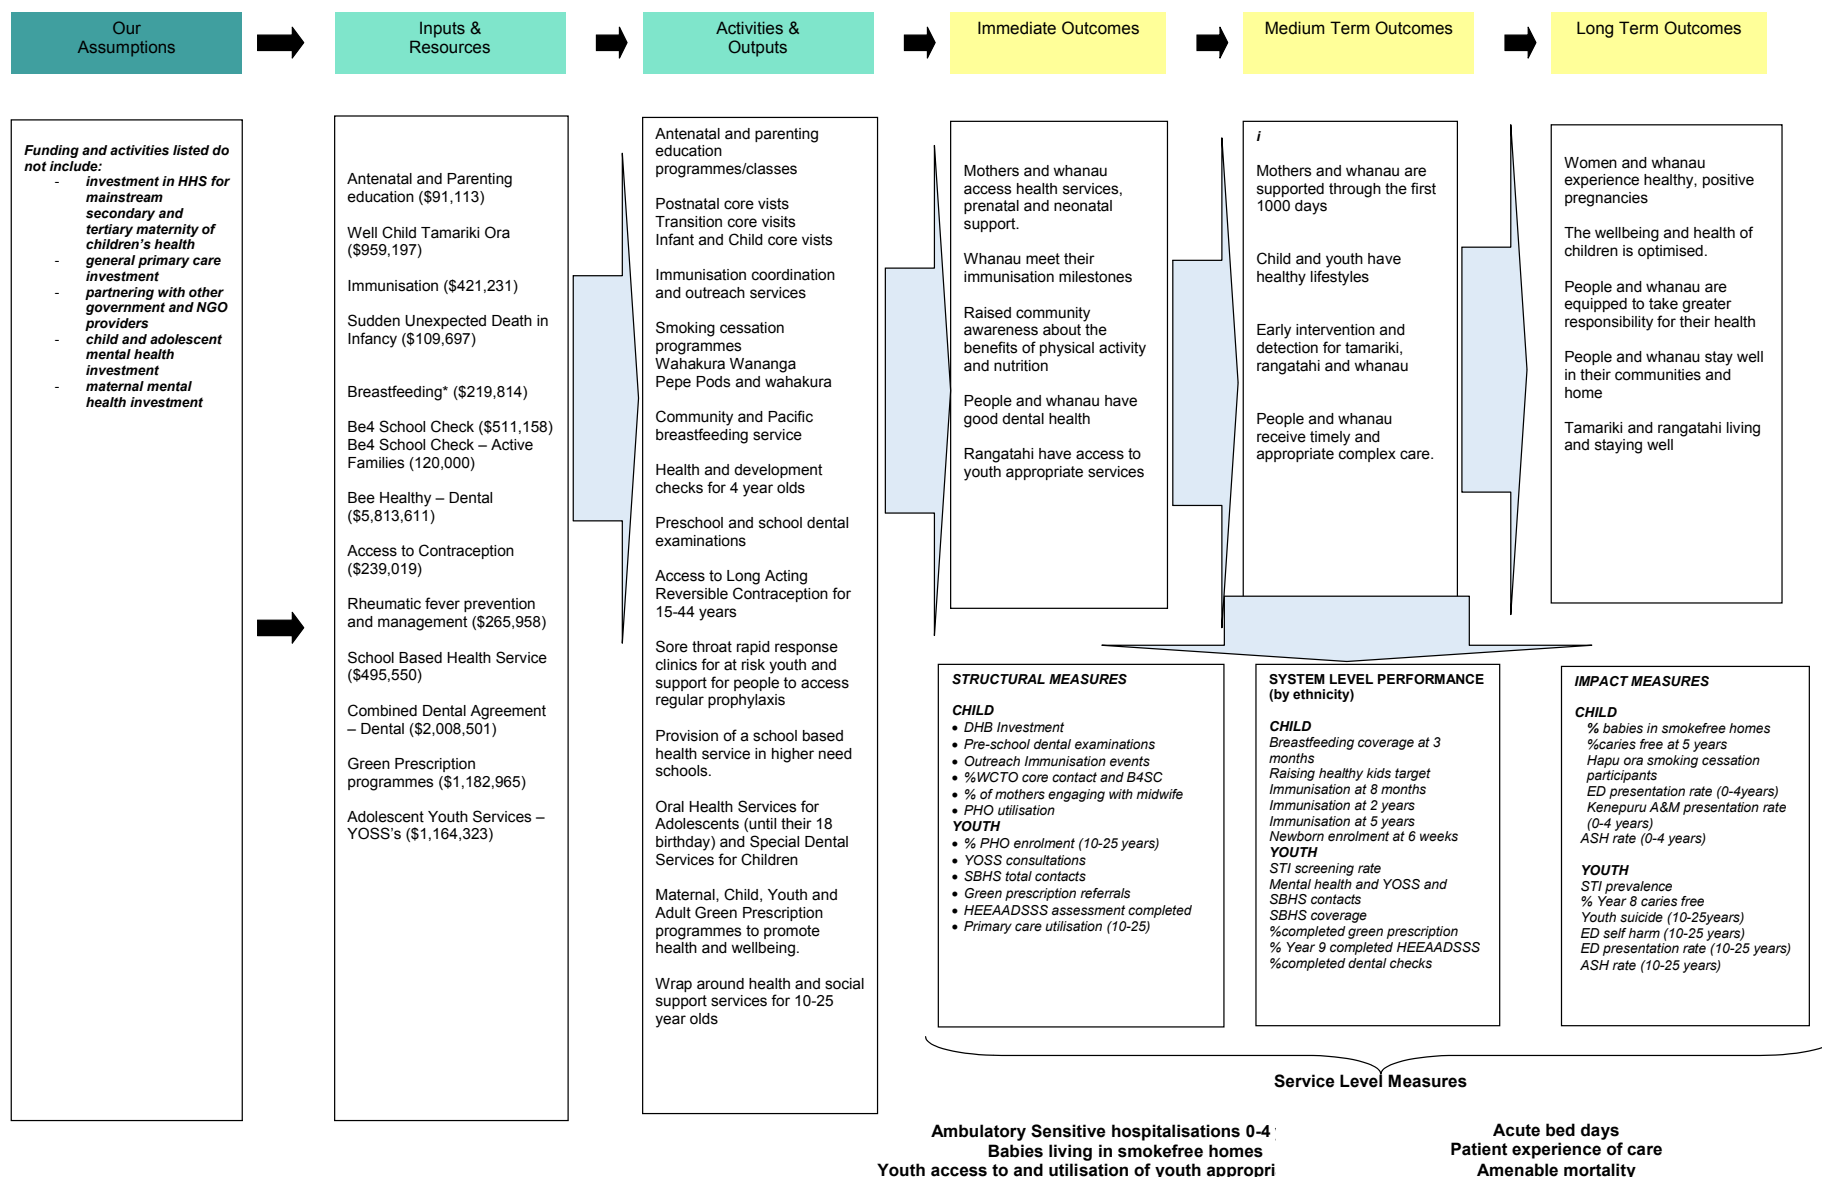 Our
Assumptions
Inputs &
Resources
Activities &
Outputs
Immediate Outcomes
Medium Term Outcomes
Long Term Outcomes
Funding and activities listed do
not include:
- investment in HHS for
mainstream
secondary and
tertiary maternity of
children’s health
- general primary care
investment
- partnering with other
government and NGO
providers
- child and adolescent
mental health
investment
- maternal mental
health investment
Antenatal and Parenting
education ($91,113)
Well Child Tamariki Ora
($959,197)
Immunisation ($421,231)
Sudden Unexpected Death in
Infancy ($109,697)
Breastfeeding* ($219,814)
Be4 School Check ($511,158)
Be4 School Check – Active
Families (120,000)
Bee Healthy – Dental
($5,813,611)
Access to Contraception
($239,019)
Rheumatic fever prevention
and management ($265,958)
School Based Health Service
($495,550)
Combined Dental Agreement
– Dental ($2,008,501)
Green Prescription
programmes ($1,182,965)
Adolescent Youth Services –
YOSS’s ($1,164,323)
Antenatal and parenting
education
programmes/classes
Postnatal core vists
Transition core visits
Infant and Child core vists
Immunisation coordination
and outreach services
Smoking cessation
programmes
Wahakura Wananga
Pepe Pods and wahakura
Community and Pacific
breastfeeding service
Health and development
checks for 4 year olds
Preschool and school dental
examinations
Access to Long Acting
Reversible Contraception for
15-44 years
Sore throat rapid response
clinics for at risk youth and
support for people to access
regular prophylaxis
Provision of a school based
health service in higher need
schools.
Oral Health Services for
Adolescents (until their 18
birthday) and Special Dental
Services for Children
Maternal, Child, Youth and
Adult Green Prescription
programmes to promote
health and wellbeing.
Wrap around health and social
support services for 10-25
year olds
Mothers and whanau
access health services,
prenatal and neonatal
support.
Whanau meet their
immunisation milestones
Raised community
awareness about the
benefits of physical activity
and nutrition
People and whanau have
good dental health
Rangatahi have access to
youth appropriate services
i
Mothers and whanau are
supported through the first
1000 days
Child and youth have
healthy lifestyles
Early intervention and
detection for tamariki,
rangatahi and whanau
People and whanau
receive timely and
appropriate complex care.
Women and whanau
experience healthy, positive
pregnancies
The wellbeing and health of
children is optimised.
People and whanau are
equipped to take greater
responsibility for their health
People and whanau stay well
in their communities and
home
Tamariki and rangatahi living
and staying well
STRUCTURAL MEASURES
CHILD
• DHB Investment
• Pre-school dental examinations
• Outreach Immunisation events
• %WCTO core contact and B4SC
• % of mothers engaging with midwife
• PHO utilisation
YOUTH
• % PHO enrolment (10-25 years)
• YOSS consultations
• SBHS total contacts
• Green prescription referrals
• HEEAADSSS assessment completed
• Primary care utilisation (10-25)
SYSTEM LEVEL PERFORMANCE
(by ethnicity)
CHILD
Breastfeeding coverage at 3
months
Raising healthy kids target
Immunisation at 8 months
Immunisation at 2 years
Immunisation at 5 years
Newborn enrolment at 6 weeks
YOUTH
STI screening rate
Mental health and YOSS and
SBHS contacts
SBHS coverage
%completed green prescription
% Year 9 completed HEEAADSSS
%completed dental checks
IMPACT MEASURES
CHILD
% babies in smokefree homes
%caries free at 5 years
Hapu ora smoking cessation
participants
ED presentation rate (0-4years)
Kenepuru A&M presentation rate
(0-4 years)
ASH rate (0-4 years)
YOUTH
STI prevalence
% Year 8 caries free
Youth suicide (10-25years)
ED self harm (10-25 years)
ED presentation rate (10-25 years)
ASH rate (10-25 years)
Service Level Measures
Ambulatory Sensitive hospitalisations 0-4
Babies living in smokefree homes
Youth access to and utilisation of youth appropri
Acute bed days
Patient experience of care
Amenable mortality